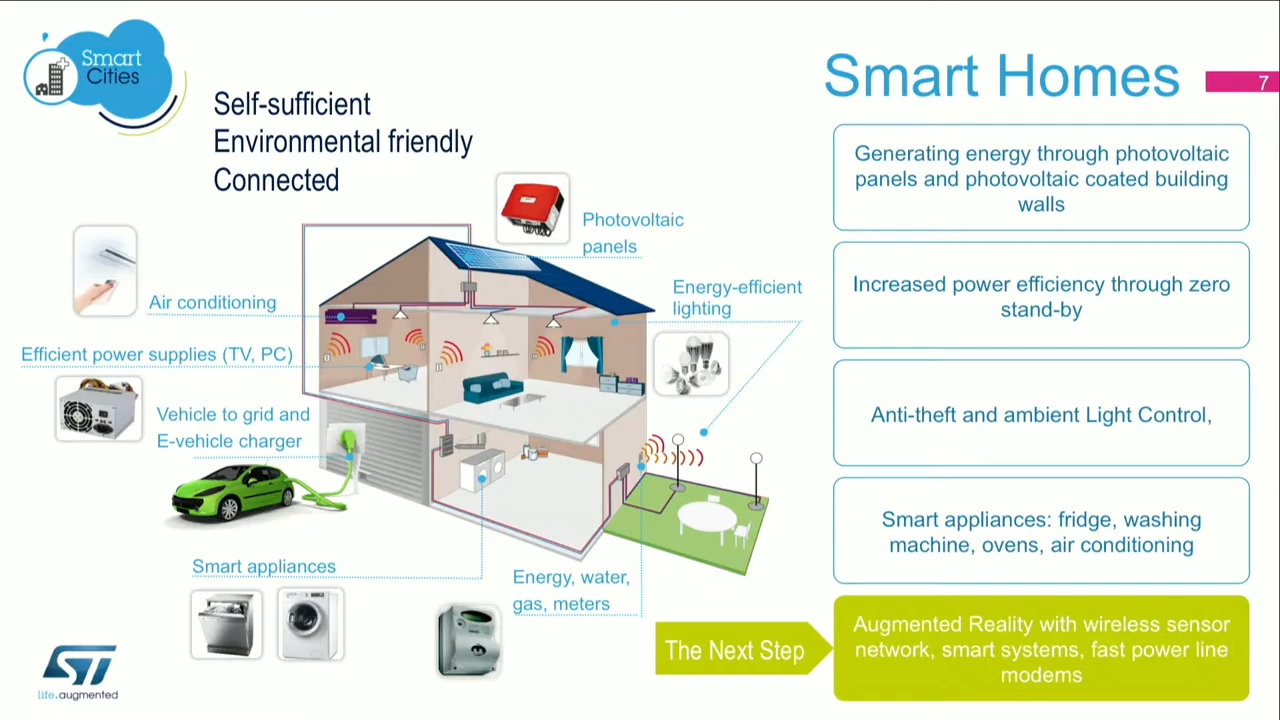 Smart
Cities
Self-sufficient
Environmental friendly
Connected
Smart Homes
7
Photovoltaic
panels
Energy-efficient
lighting
Air conditioning
Efficient power supplies (TV, PC)
Vehicle to grid and
E-vehicle charger
Smart appliances
Energy, water,
gas, meters
Generating energy through photovoltaic
panels and photovoltaic coated building
walls
Increased power efficiency through zero
stand-by
Anti-theft and ambient Light Control,
Smart appliances: fridge, washing
machine, ovens, air conditioning
The Next Step
Augmented Reality with wireless sensor
network, smart systems, fast power line
modems
ST
life.augmented